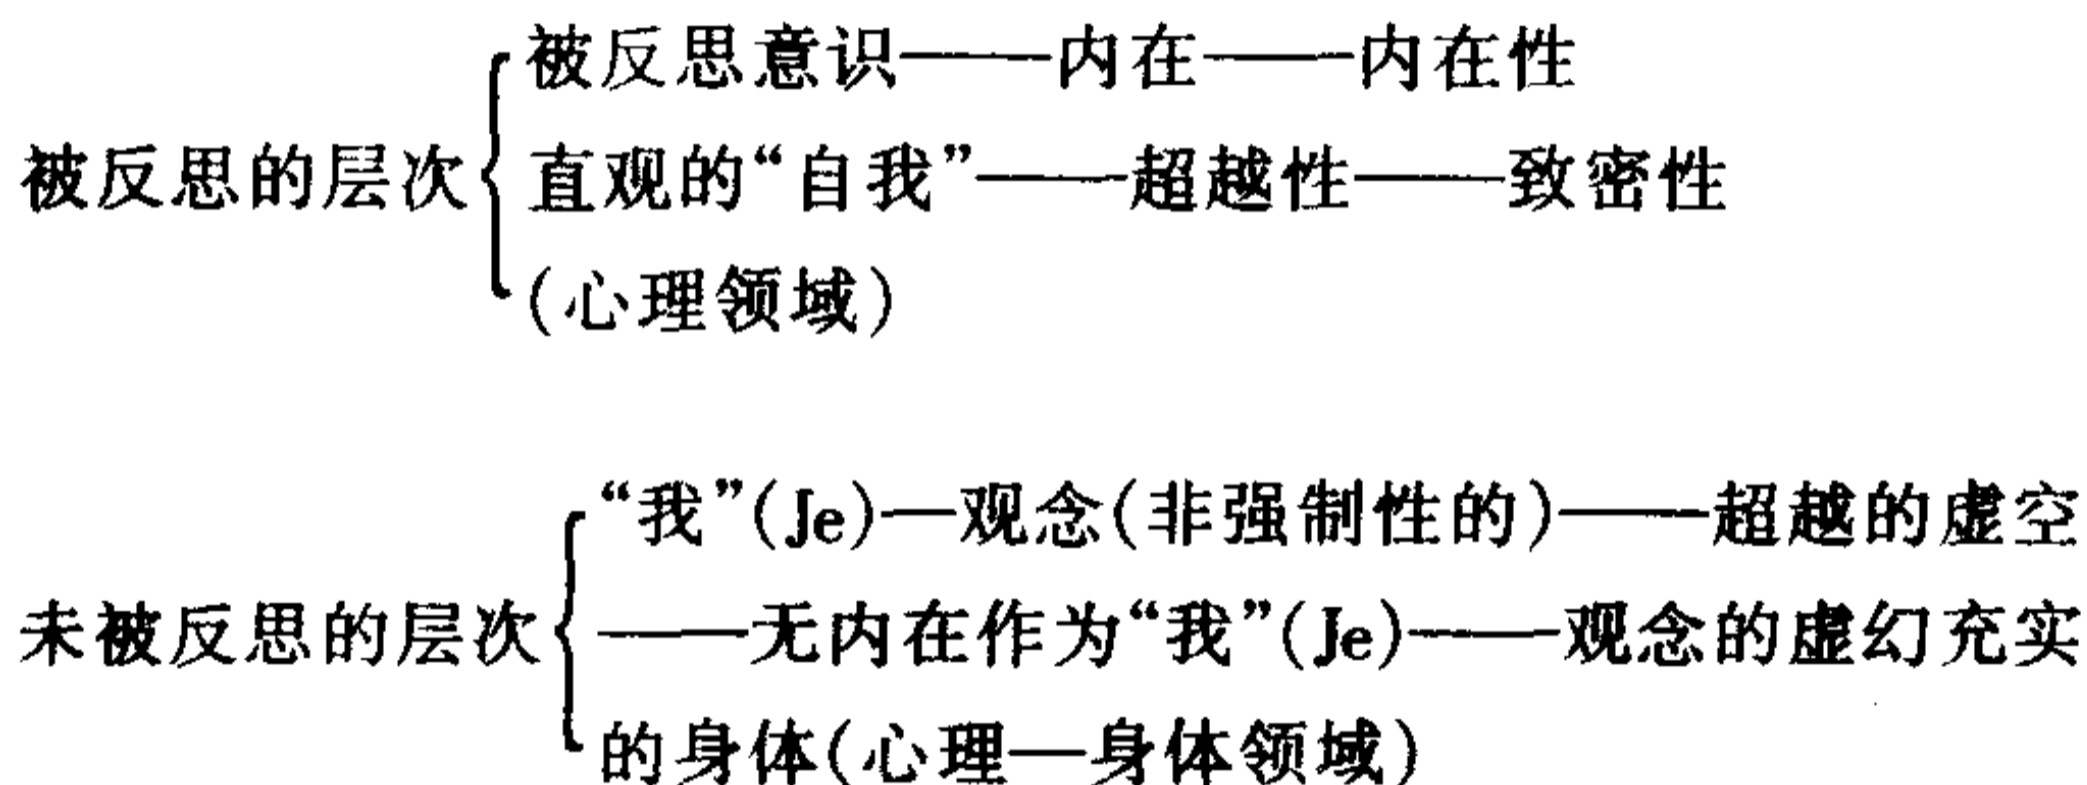 被反思意识——内在——内在性
被反思的层次
直观的“自我”——超越性——致密性
(心理领域)
“我”(Je)—观念(非强制性的)——超越的虚空
未被反思的层次
——无内在作为“我”(Je)——观念的虚幻充实
的身体(心理—身体领域)